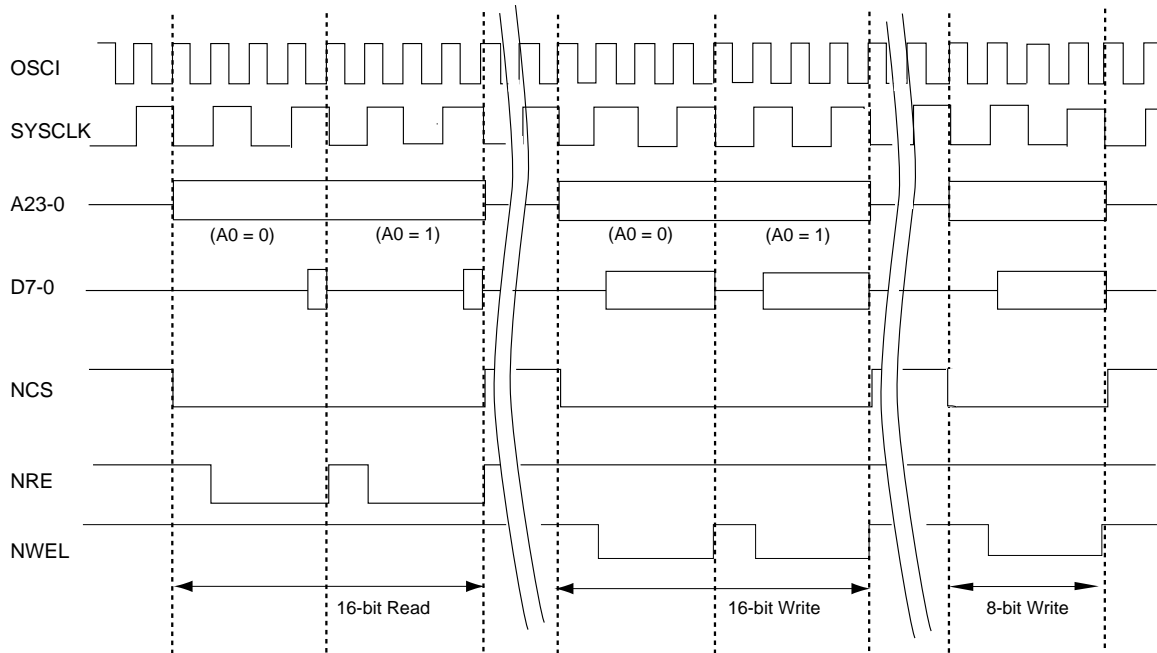 OSCI
SYSCLK
A23-0
(A0 = 0) (A0 = 1) (A0 = 0) (A0 = 1)
D7-0
NCS
NRE
NWEL
16-bit Read 16-bit Write 8-bit Write